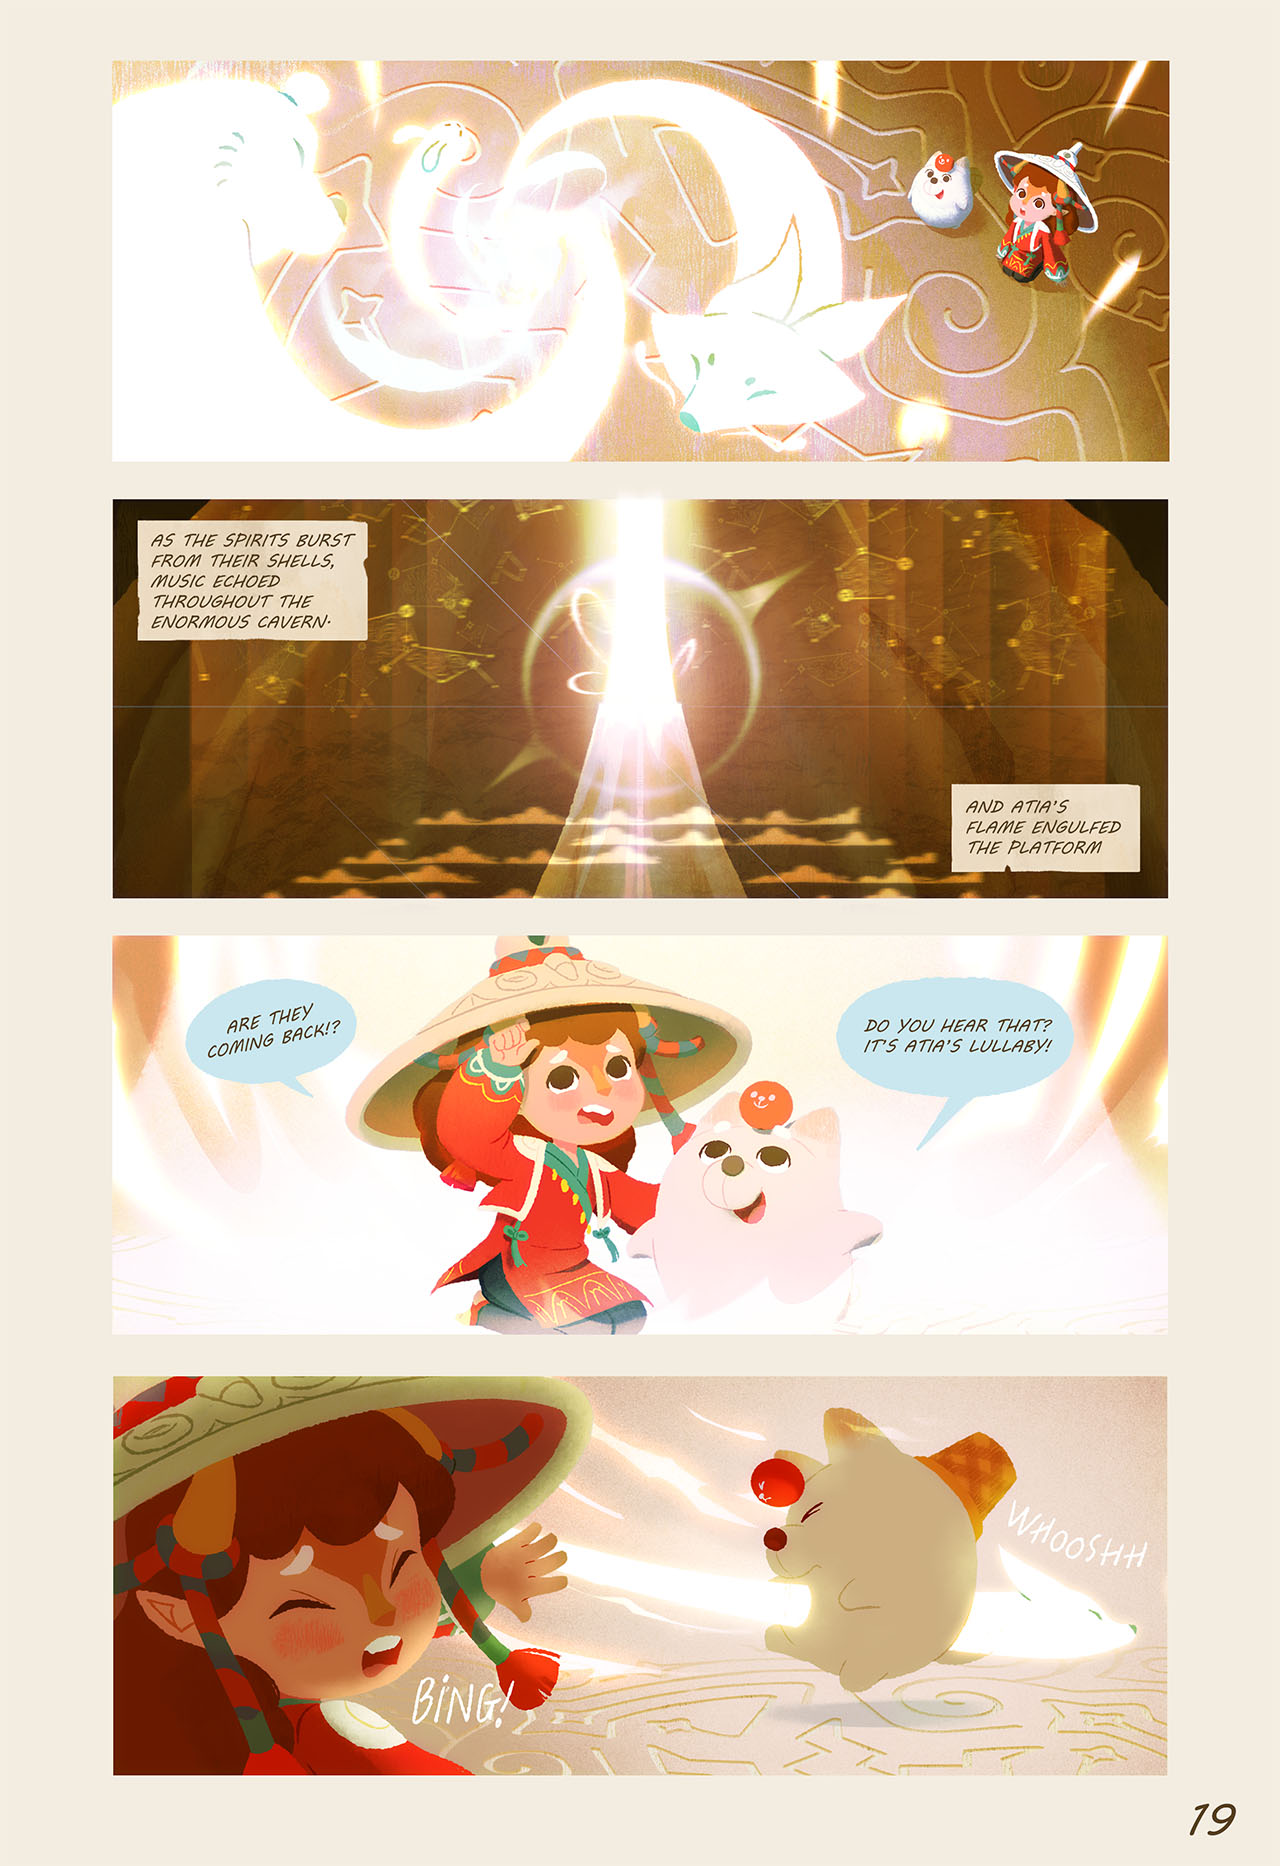 AS THE SPIRITS BURST
FROM THEIR SHELLS,
MUSIC ECHOED
THROUGHOUT THE
ENORMOUS CAVERN.
AND ATIA'S
FLAME ENGULFED
THE PLATFORM
ARE THEY
COMING BACK!?
DO YOU HEAR THAT?
IT'S ATIA'S LULLABY!
WHOOSHH
BING!
19